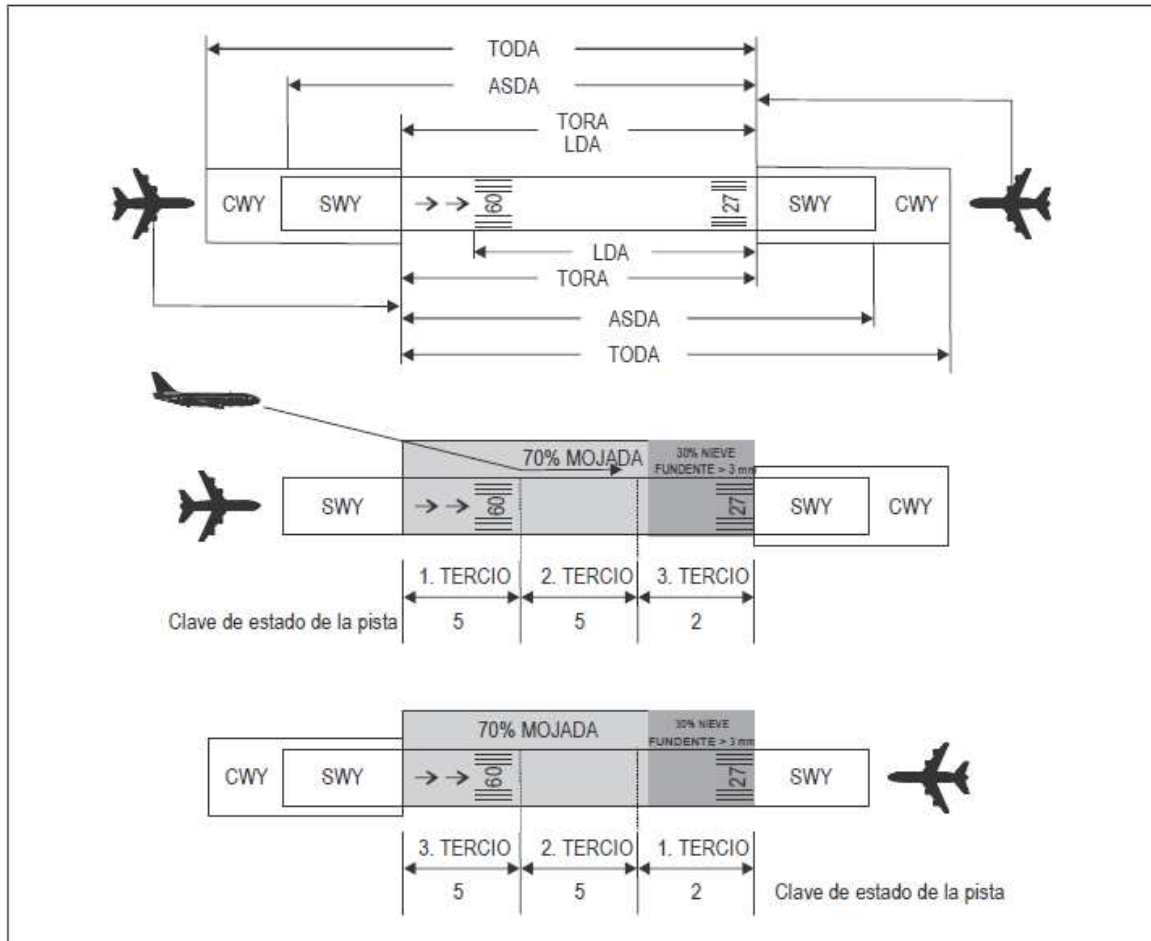 TODA
ASDA
TORA
LDA
CWY SWY → → 09 27 SWY CWY
LDA
TORA
ASDA
TODA
70% MOJADA
30% NIEVE
FUNDENTE > 3 mm
SWY → → 09 27 SWY CWY
1. TERCIO 2. TERCIO 3. TERCIO
Clave de estado de la pista 5 5 2
70% MOJADA
30% NIEVE
FUNDENTE > 3 mm
CWY SWY → → 09 27 SWY
3. TERCIO 2. TERCIO 1. TERCIO
5 5 2 Clave de estado de la pista